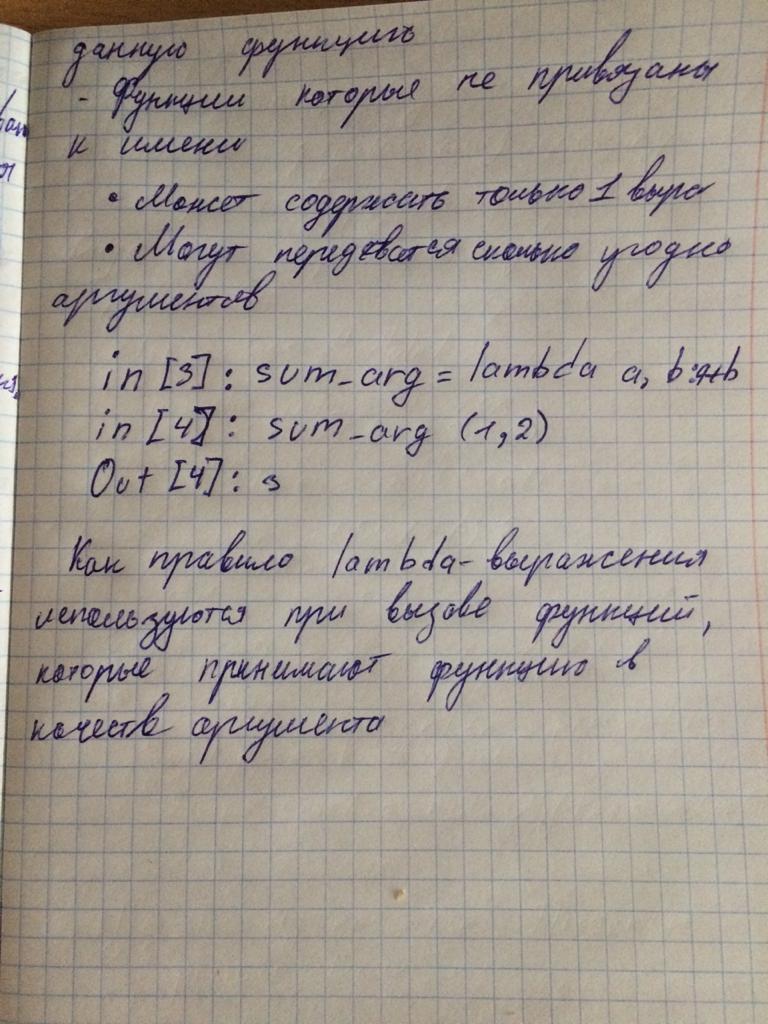 данную функцию
- Функции которые не привязаны
к имени
• Может содержать только 1 выра
• Могут передаватся сколько угодно
аргументов
in [3]: sum_arg = lambda a, b:a+b
in [4]: sum_arg (1,2)
Out [4]: 3
Как правило lambda-выражения
используются при вызове функций,
которые принимают функцию в
качеств аргумента